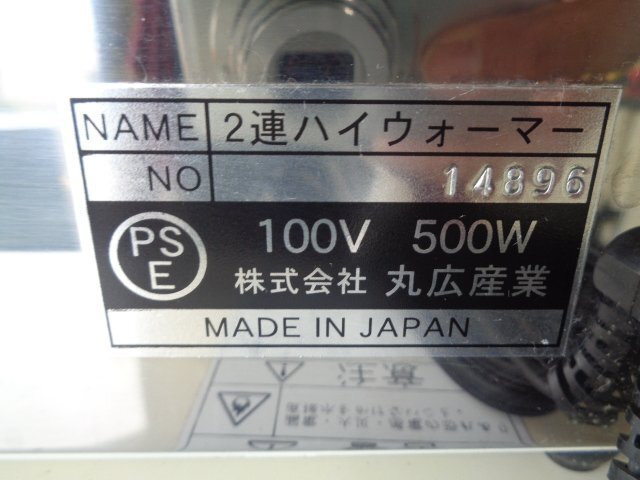 NAME 2連ハイウォーマー
NO 14896
PSE 100V 500W
株式会社 丸広産業
MADE IN JAPAN
注意